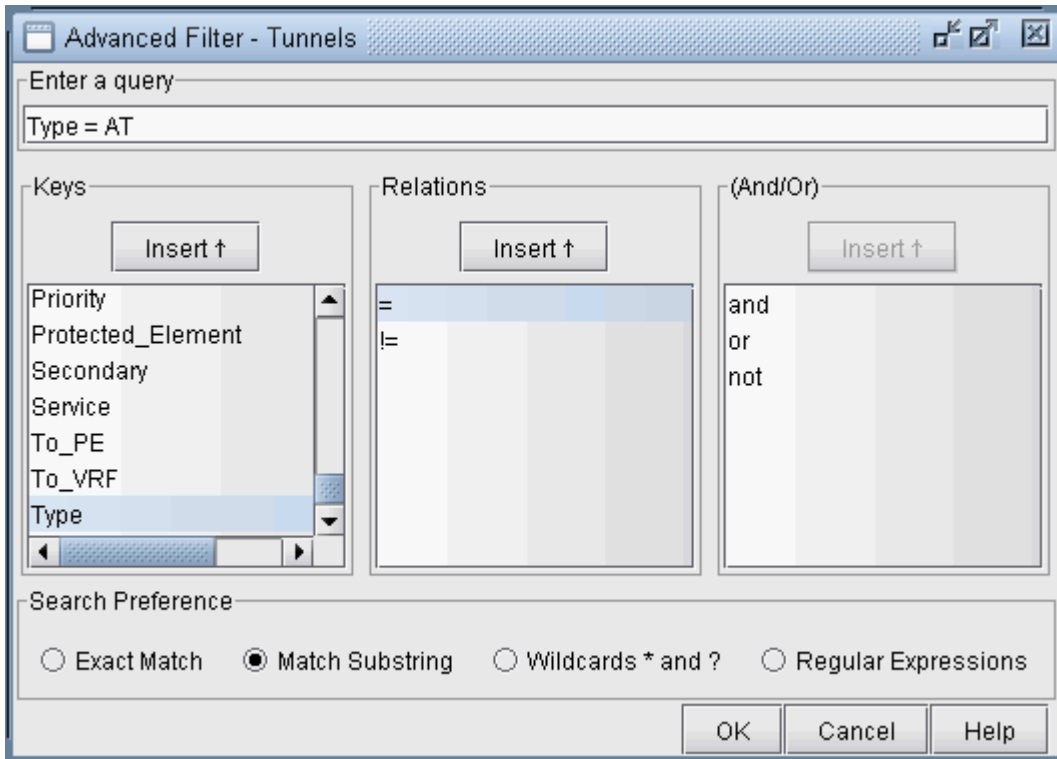 Advanced Filter - Tunnels
Enter a query
Type = AT
Keys
Relations
(And/Or)
Insert ↑
Insert ↑
Insert ↑
Priority
Protected_Element
Secondary
Service
To_PE
To_VRF
Type
=
!=
and
or
not
Search Preference
Exact Match
Match Substring
Wildcards * and ?
Regular Expressions
OK
Cancel
Help